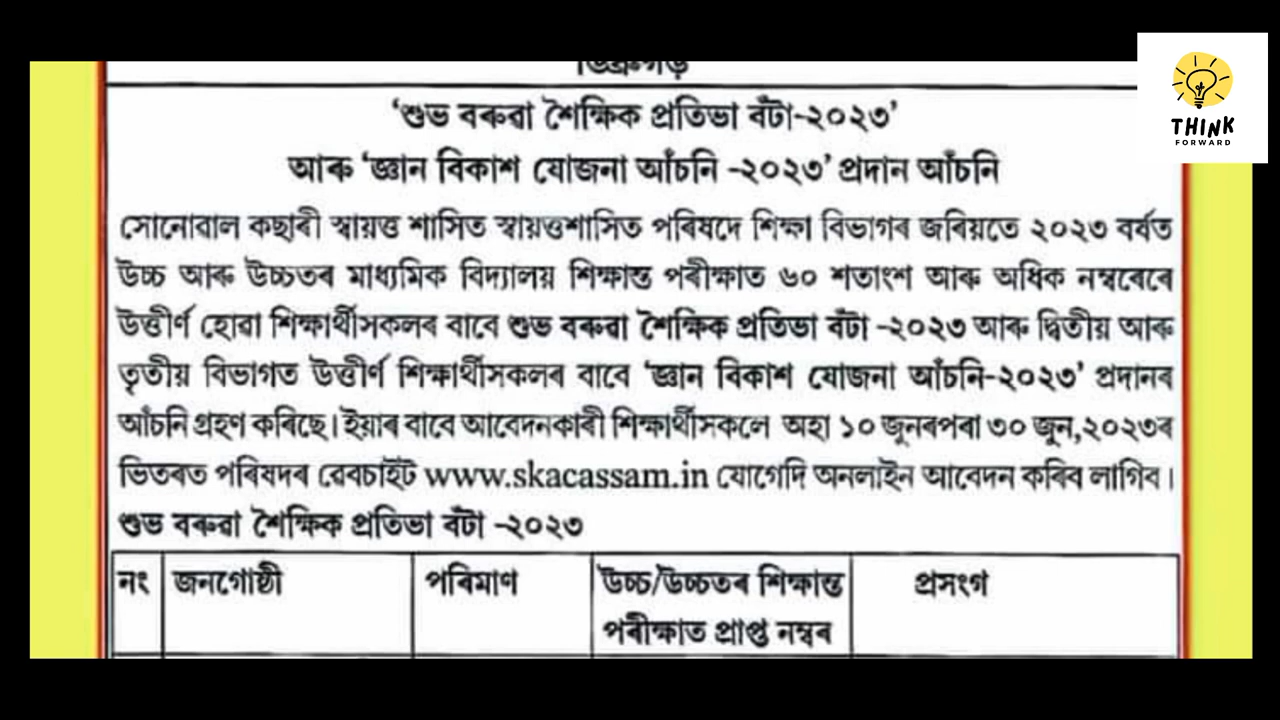 ‘শুভ বৰুৱা শৈক্ষিক প্ৰতিভা বঁটা-২০২৩’
আৰু ‘জ্ঞান বিকাশ যোজনা আঁচনি -২০২৩’ প্ৰদান আঁচনি
সোনোৱাল কছাৰী স্বায়ত্ত শাসিত স্বায়ত্তশাসিত পৰিষদে শিক্ষা বিভাগৰ জৰিয়তে ২০২৩ বৰ্ষত
উচ্চ আৰু উচ্চতৰ মাধ্যমিক বিদ্যালয় শিক্ষান্ত পৰীক্ষাত ৬০ শতাংশ আৰু অধিক নম্বৰেৰে
উত্তীৰ্ণ হোৱা শিক্ষাৰ্থীসকলৰ বাবে শুভ বৰুৱা শৈক্ষিক প্ৰতিভা বঁটা -২০২৩ আৰু দ্বিতীয় আৰু
তৃতীয় বিভাগত উত্তীৰ্ণ শিক্ষাৰ্থীসকলৰ বাবে ‘জ্ঞান বিকাশ যোজনা আঁচনি-২০২৩’ প্ৰদানৰ
আঁচনি গ্ৰহণ কৰিছে। ইয়াৰ বাবে আবেদনকাৰী শিক্ষাৰ্থীসকলে অহা ১০ জুনৰপৰা ৩০ জুন,২০২৩ৰ
ভিতৰত পৰিষদৰ ৱেবচাইট www.skacassam.in যোগেদি অনলাইন আবেদন কৰিব লাগিব।
শুভ বৰুৱা শৈক্ষিক প্ৰতিভা বঁটা -২০২৩
নং জনগোষ্ঠী পৰিমাণ উচ্চ/উচ্চতৰ শিক্ষান্ত প্ৰসংগ
পৰীক্ষাত প্ৰাপ্ত নম্বৰ
THINK
FORWARD